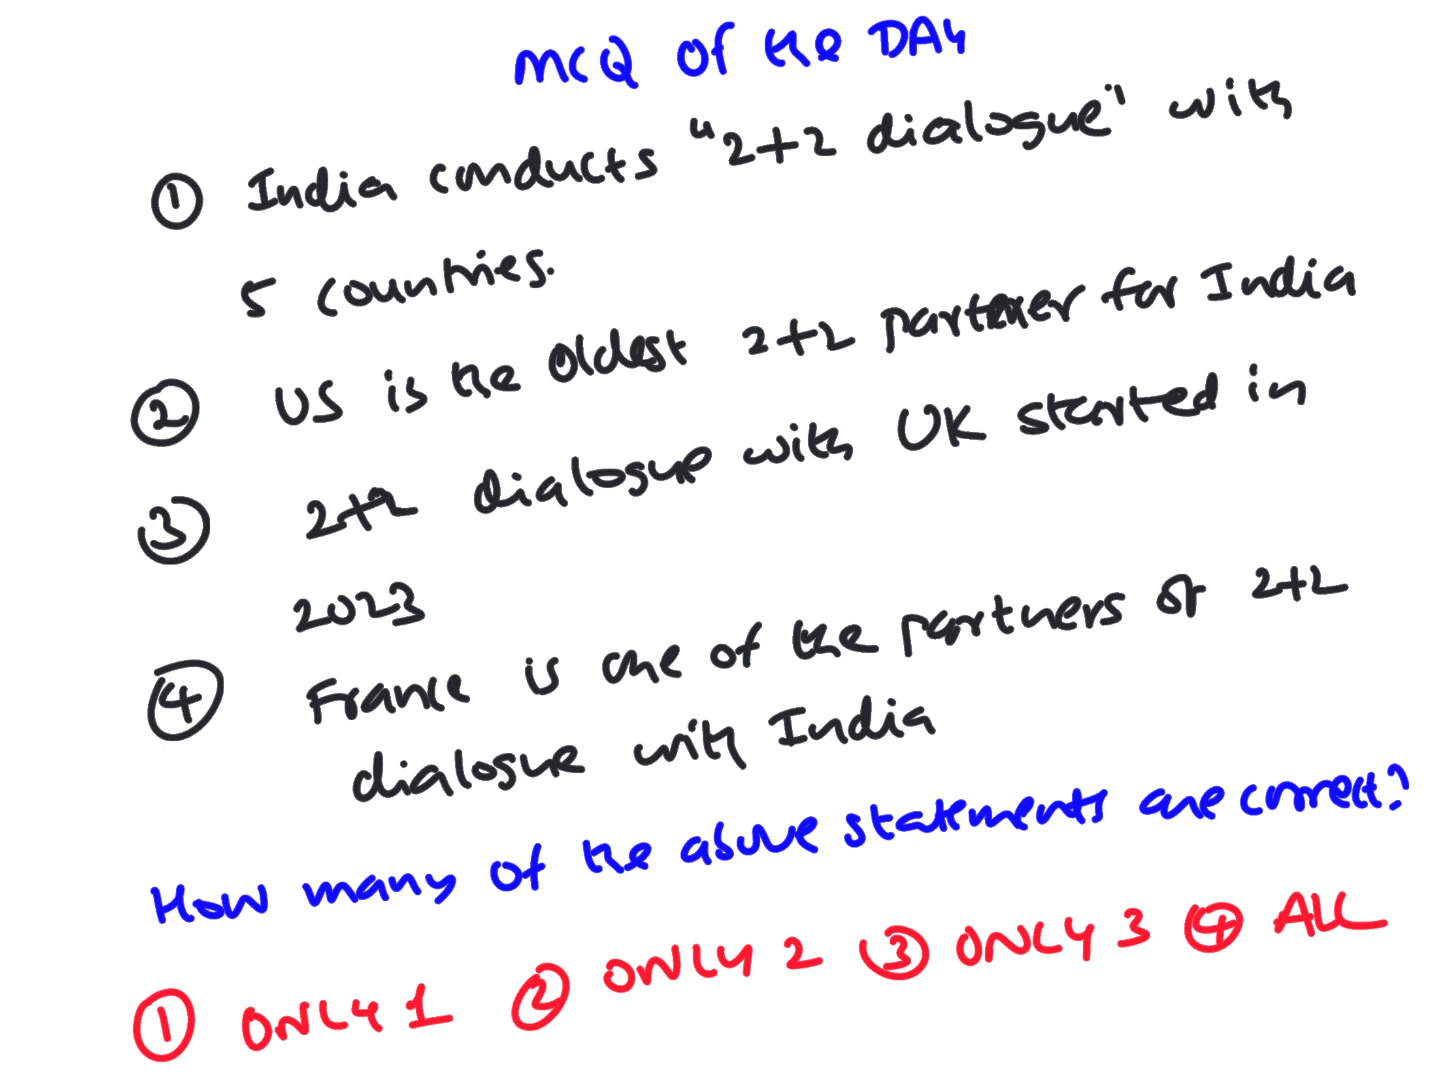 MCQ of the DAY
① India conducts "2+2 dialogue" with
5 countries.
② US is the oldest 2+2 partener for India
③ 2+2 dialogue with UK started in
2023
④ France is one of the partners of 2+2
dialogue with India
How many of the above statements are correct?
① ONLY 1 ② ONLY 2 ③ ONLY 3 ④ ALL